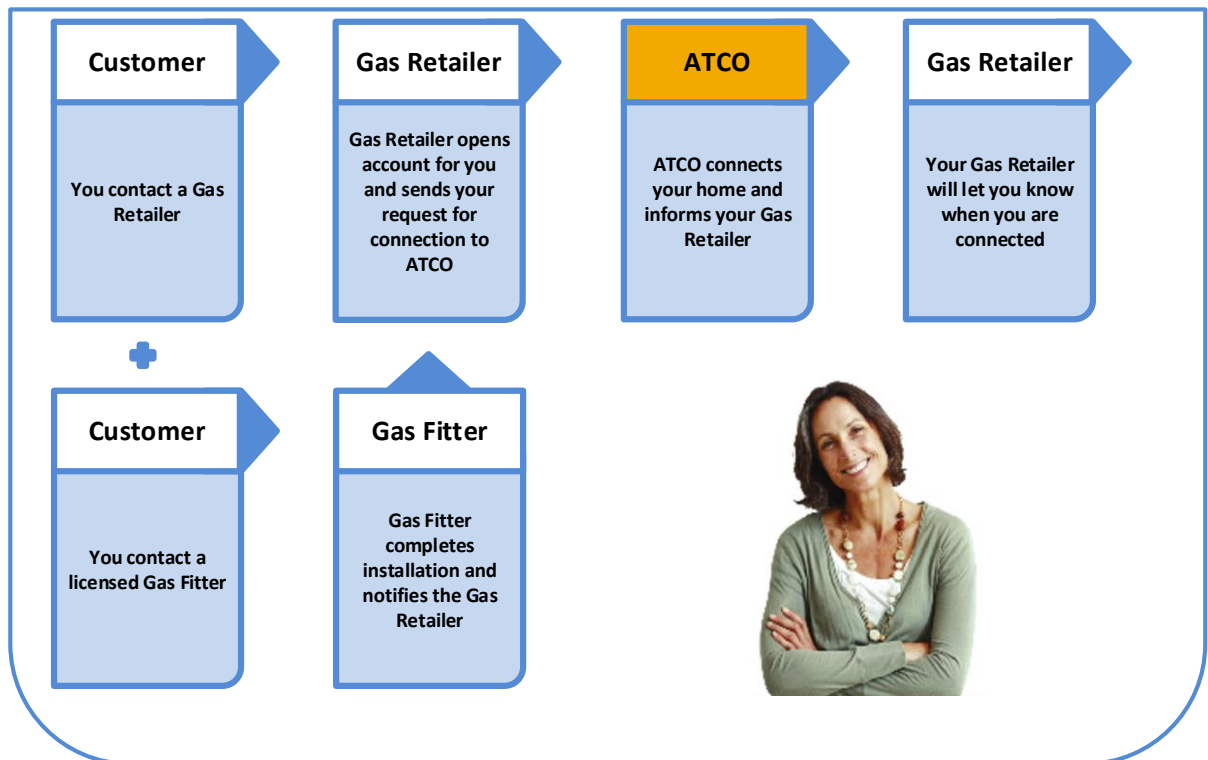 Customer
You contact a Gas
Retailer
Gas Retailer
Gas Retailer opens
account for you
and sends your
request for
connection to
ATCO
ATCO
ATCO connects
your home and
informs your Gas
Retailer
Gas Retailer
Your Gas Retailer
will let you know
when you are
connected
Customer
You contact a
licensed Gas Fitter
Gas Fitter
Gas Fitter
completes
installation and
notifies the Gas
Retailer